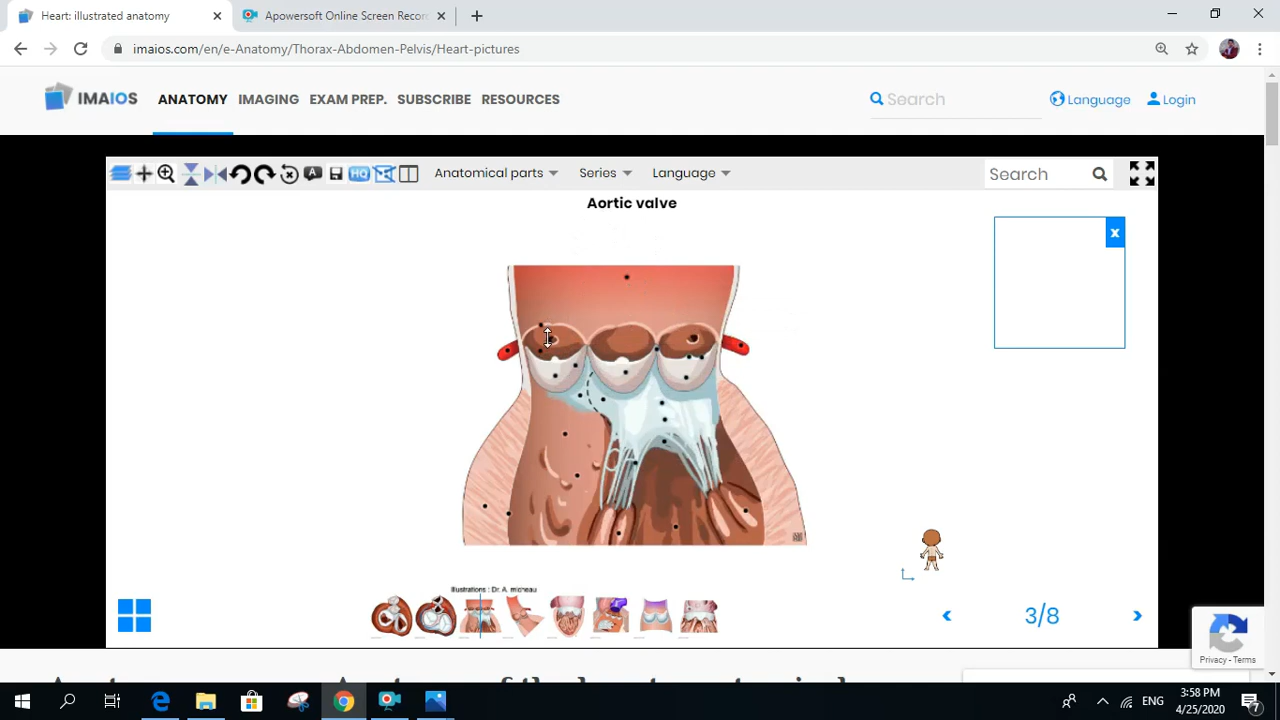 Heart: illustrated anatomy
Apowersoft Online Screen Recor
imaios.com/en/e-Anatomy/Thorax-Abdomen-Pelvis/Heart-pictures
IMAIOS ANATOMY IMAGING EXAM PREP. SUBSCRIBE RESOURCES Search Language Login
A HQ Anatomical parts Series Language Search
Aortic valve
x
Illustrations : Dr. A. micheau
3/8
Privacy - Terms
ENG
3:58 PM
4/25/2020
7